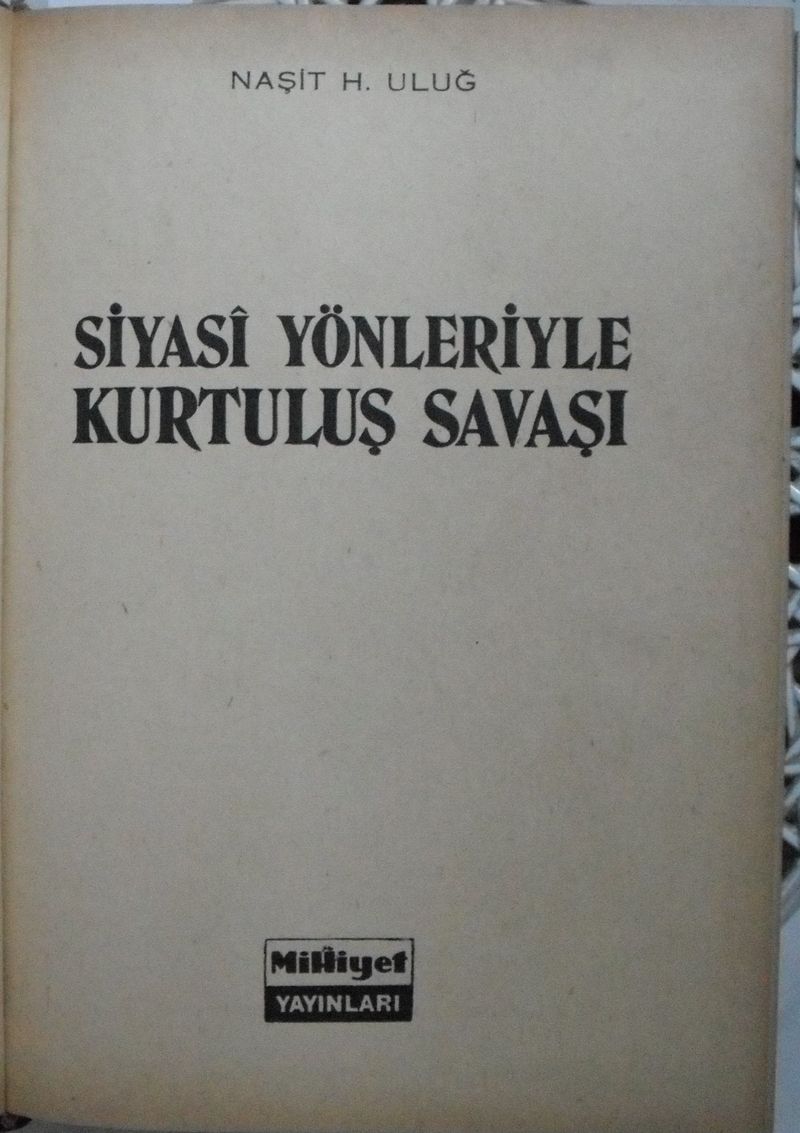 NAŞİT H. ULUĞ
SİYASÎ YÖNLERİYLE
KURTULUŞ SAVAŞI
Milliyet
YAYINLARI